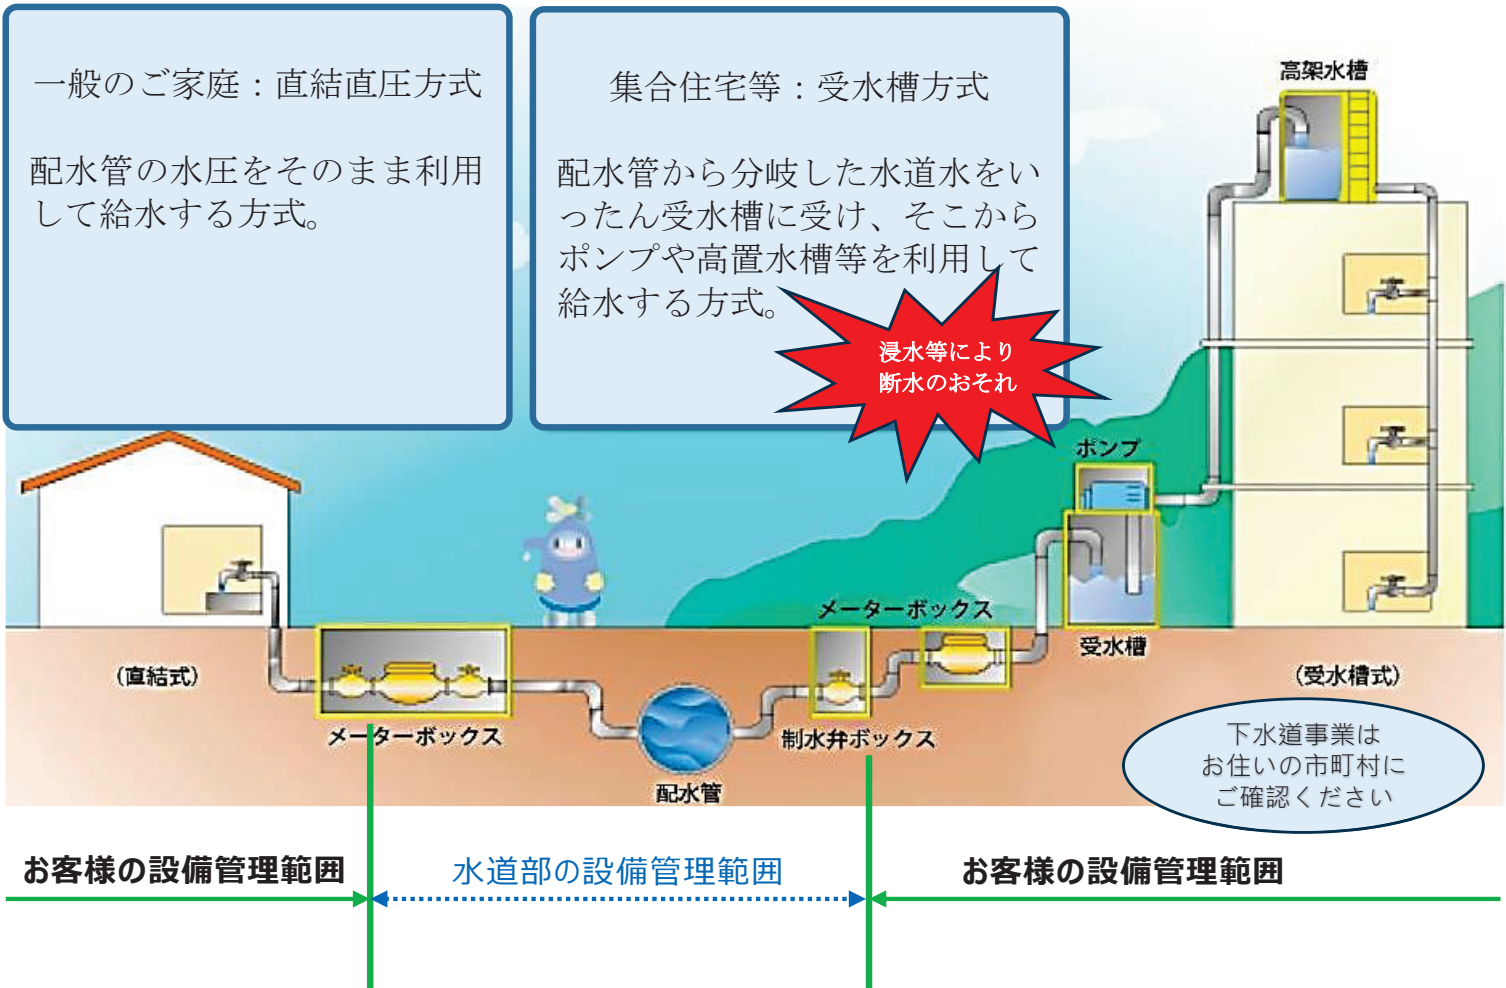 一般のご家庭：直結直圧方式
配水管の水圧をそのまま利用
して給水する方式。
集合住宅等：受水槽方式
配水管から分岐した水道水をい
ったん受水槽に受け、そこから
ポンプや高置水槽等を利用して
給水する方式。
浸水等により
断水のおそれ
高架水槽
ポンプ
メーターボックス
受水槽
（直結式）
（受水槽式）
メーターボックス
制水弁ボックス
配水管
下水道事業は
お住いの市町村に
ご確認ください
お客様の設備管理範囲
水道部の設備管理範囲
お客様の設備管理範囲